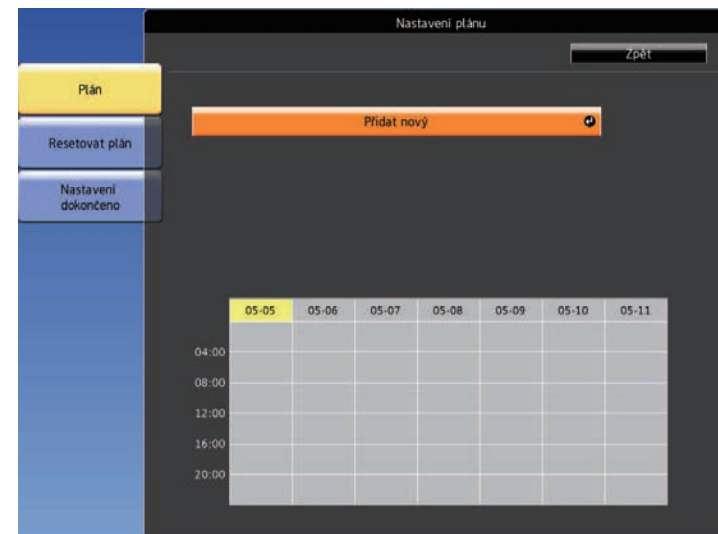 Nastavení plánu
Zpět
Plán
Přidat nový
Resetovat plán
Nastavení
dokončeno
05-05 05-06 05-07 05-08 05-09 05-10 05-11
04:00
08:00
12:00
16:00
20:00